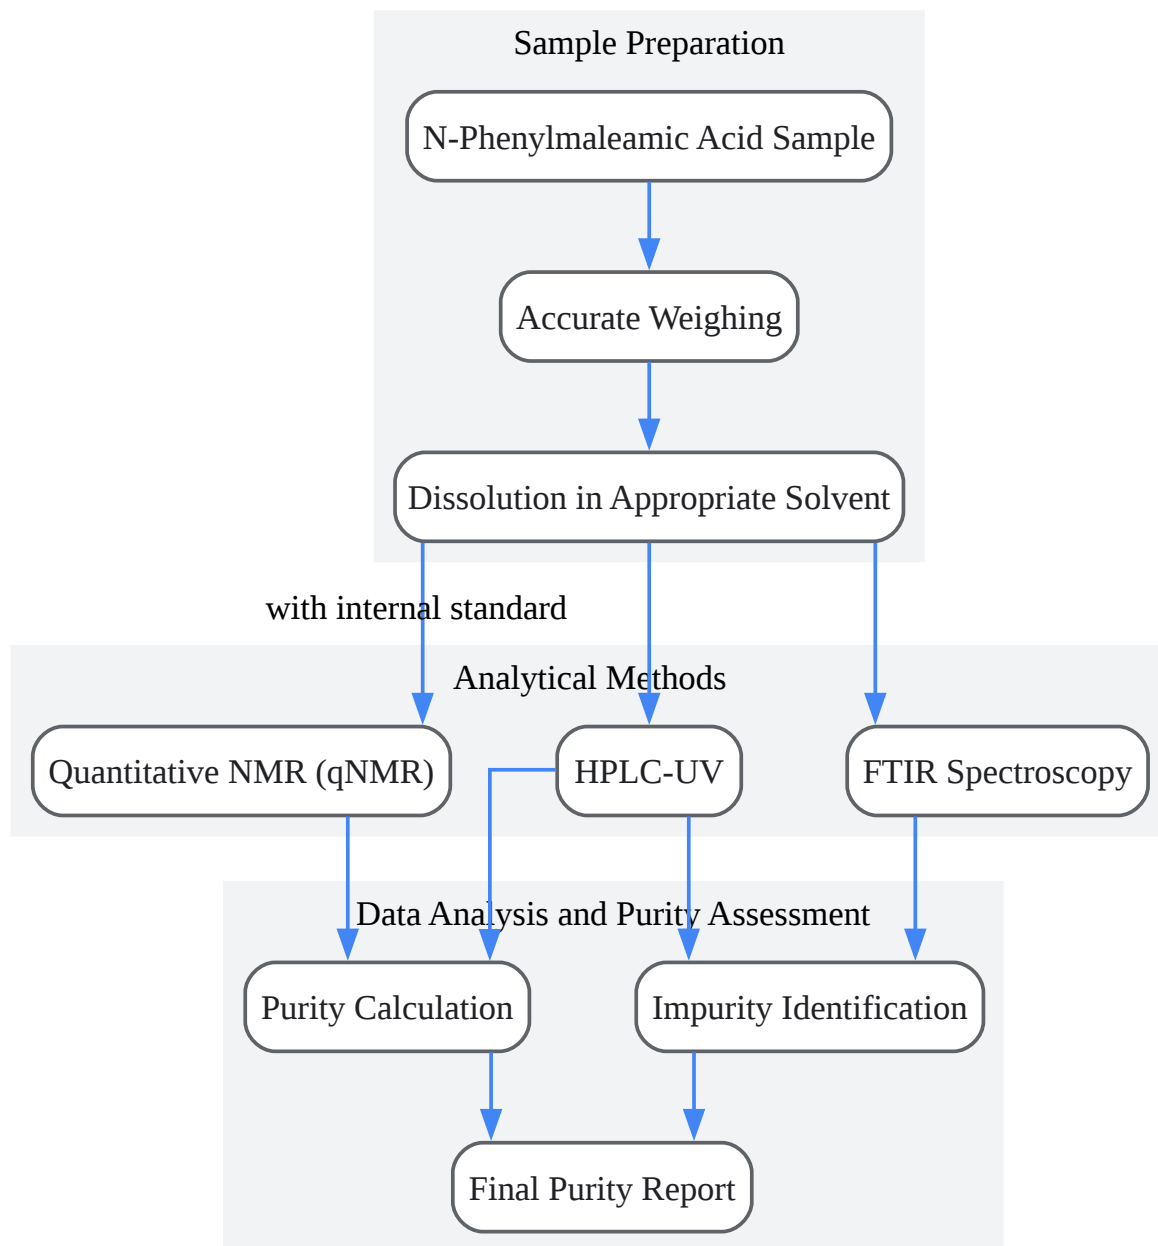 Sample Preparation
N-Phenylmaleamic Acid Sample
Accurate Weighing
Dissolution in Appropriate Solvent
with internal standard
Analytical Methods
Quantitative NMR (qNMR)
HPLC-UV
FTIR Spectroscopy
Data Analysis and Purity Assessment
Purity Calculation
Impurity Identification
Final Purity Report